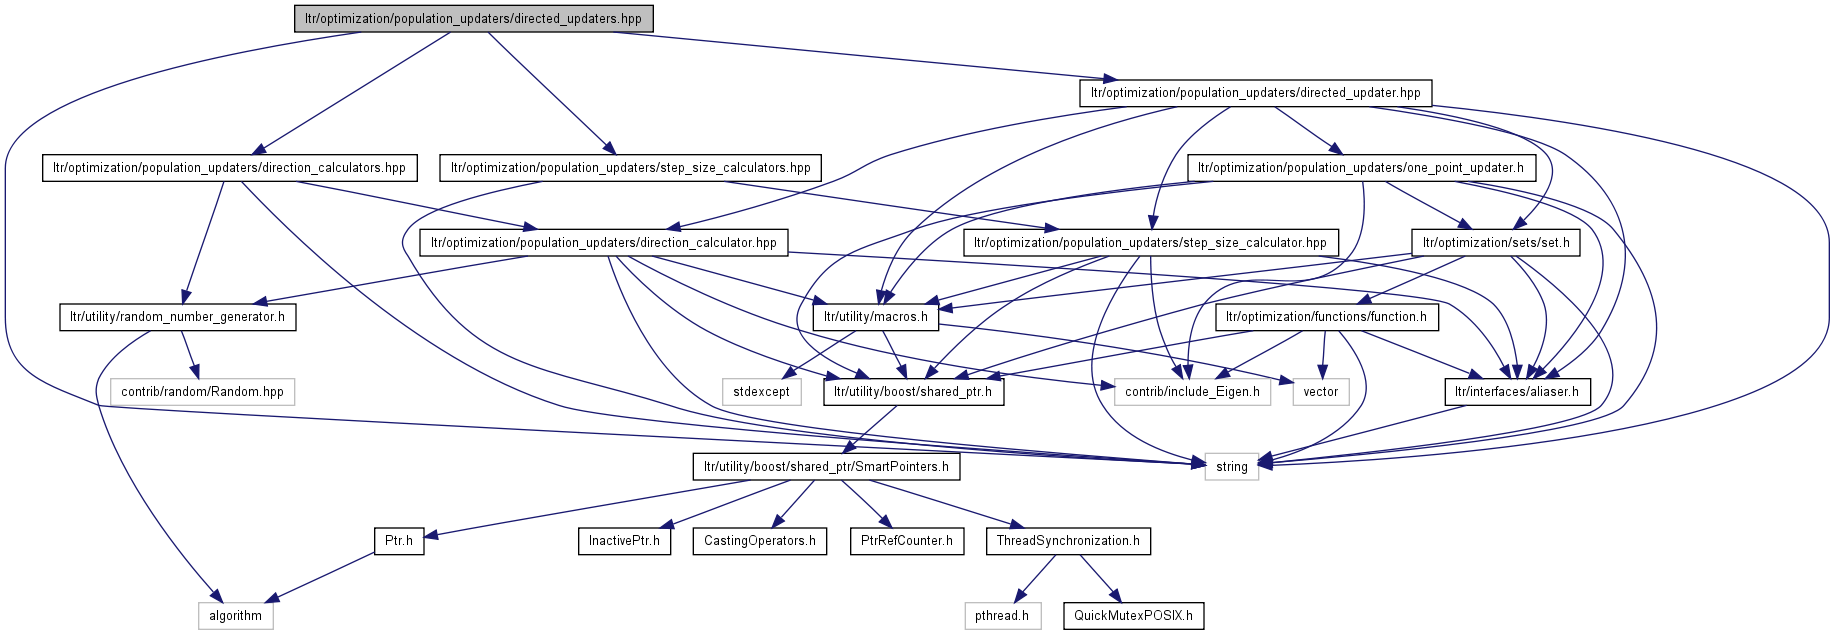 ltr/optimization/population_updaters/directed_updaters.hpp
ltr/optimization/population_updaters/directed_updater.hpp
ltr/optimization/population_updaters/direction_calculators.hpp
ltr/optimization/population_updaters/step_size_calculators.hpp
ltr/optimization/population_updaters/one_point_updater.h
ltr/optimization/population_updaters/direction_calculator.hpp
ltr/optimization/population_updaters/step_size_calculator.hpp
ltr/optimization/sets/set.h
ltr/utility/random_number_generator.h
ltr/utility/macros.h
ltr/optimization/functions/function.h
contrib/random/Random.hpp
stdexcept
ltr/utility/boost/shared_ptr.h
contrib/include_Eigen.h
vector
ltr/interfaces/aliaser.h
ltr/utility/boost/shared_ptr/SmartPointers.h
string
Ptr.h
InactivePtr.h
CastingOperators.h
PtrRefCounter.h
ThreadSynchronization.h
algorithm
pthread.h
QuickMutexPOSIX.h